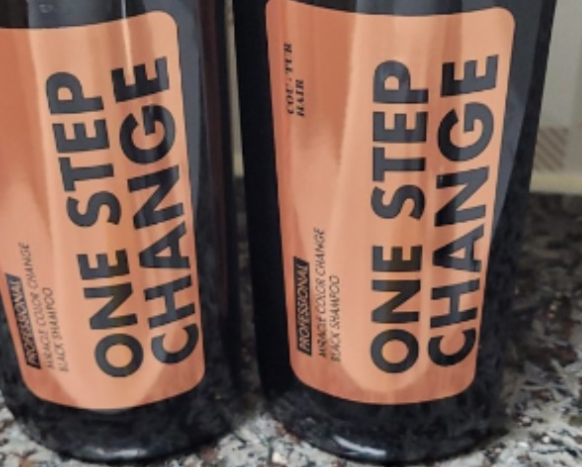 ONE STEP
CHANGE
PROFESSIONAL
MIRACLE COLOR CHANGE
BLACK SHAMPOO
HAIR
ONE STEP
CHANGE
PROFESSIONAL
MIRACLE COLOR CHANGE
BLACK SHAMPOO